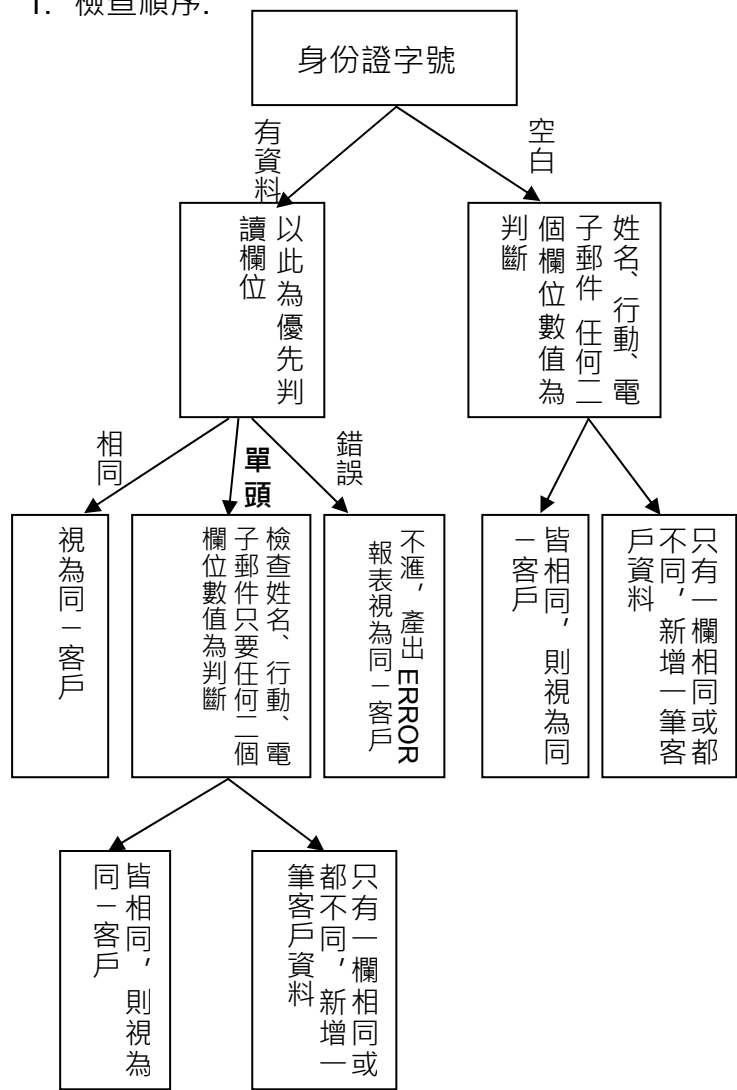 1. 檢查順序:
身份證字號
有資料
空白
以此為優先判
讀欄位
姓名、行動、電
子郵件 任何二
個欄位數值為
判斷
相同
單頭
錯誤
視為同一客戶
檢查姓名、行動、電
子郵件只要任何二個
欄位數值為判斷
不滙,產出 ERROR
報表視為同一客戶
皆相同,則視為同
一客戶
只有一欄相同或都
不同,新增一筆客
戶資料
皆相同,則視為
同一客戶
只有一欄相同或
都不同,新增一
筆客戶資料